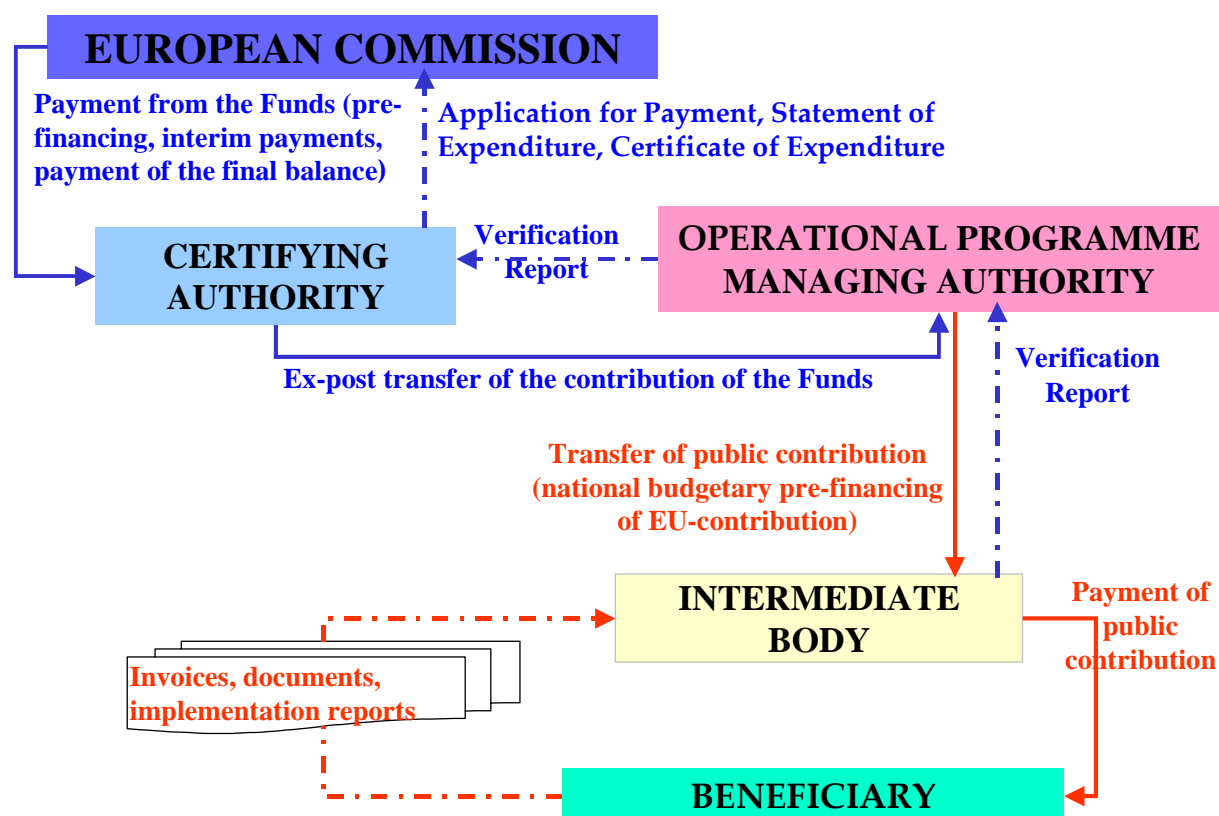 EUROPEAN COMMISSION
Payment from the Funds (pre-
financing, interim payments,
payment of the final balance)
Application for Payment, Statement of
Expenditure, Certificate of Expenditure
CERTIFYING
AUTHORITY
Verification
Report
OPERATIONAL PROGRAMME
MANAGING AUTHORITY
Ex-post transfer of the contribution of the Funds
Verification
Report
Transfer of public contribution
(national budgetary pre-financing
of EU-contribution)
INTERMEDIATE
BODY
Payment of
public
contribution
Invoices, documents,
implementation reports
BENEFICIARY